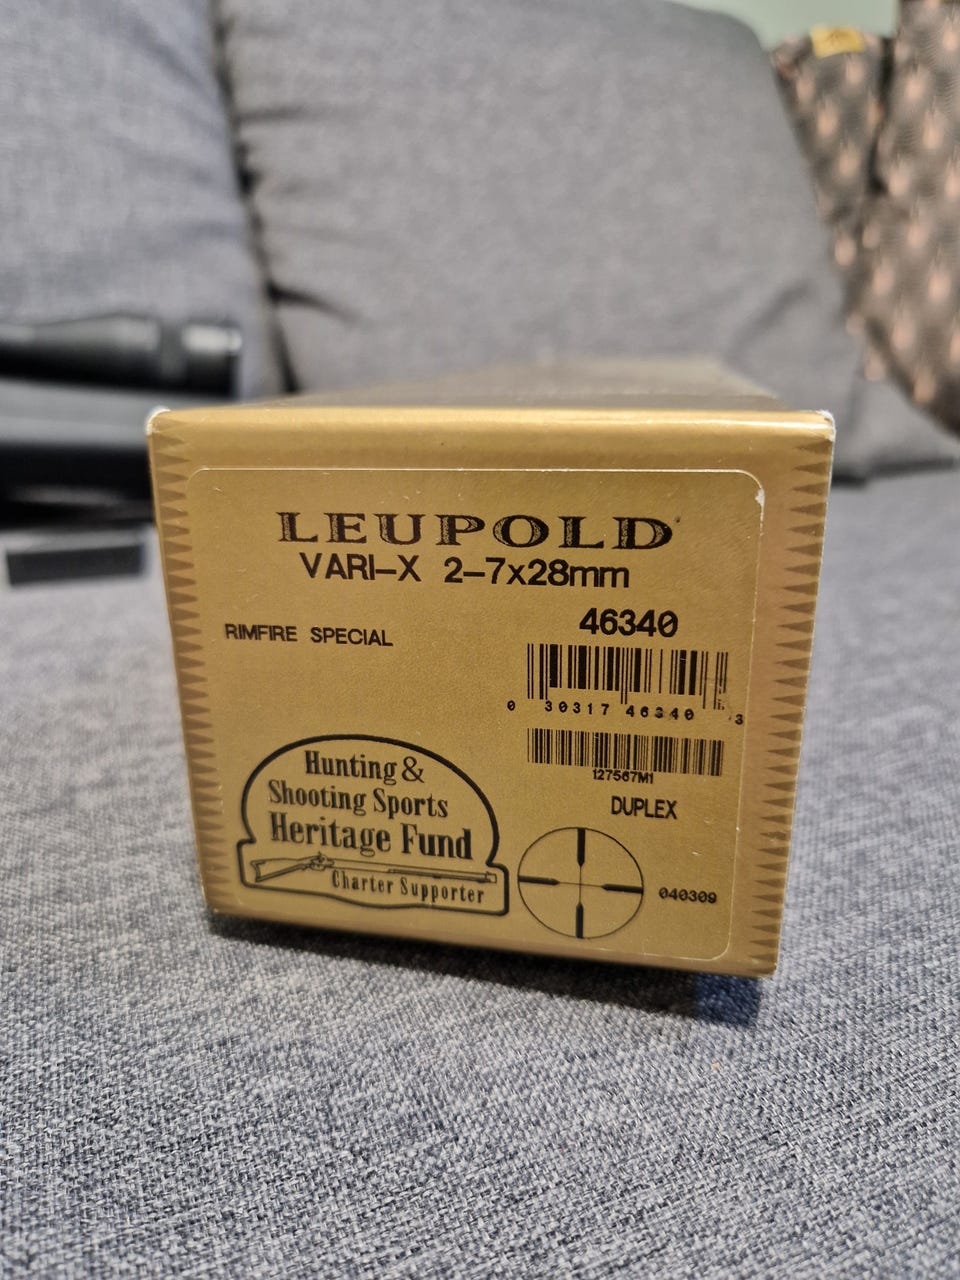 LEUPOLD
VARI-X 2-7x28mm
46340
RIMFIRE SPECIAL
0 30317 46340 3
127567M1
DUPLEX
Hunting &
Shooting Sports
Heritage Fund
Charter Supporter
040309